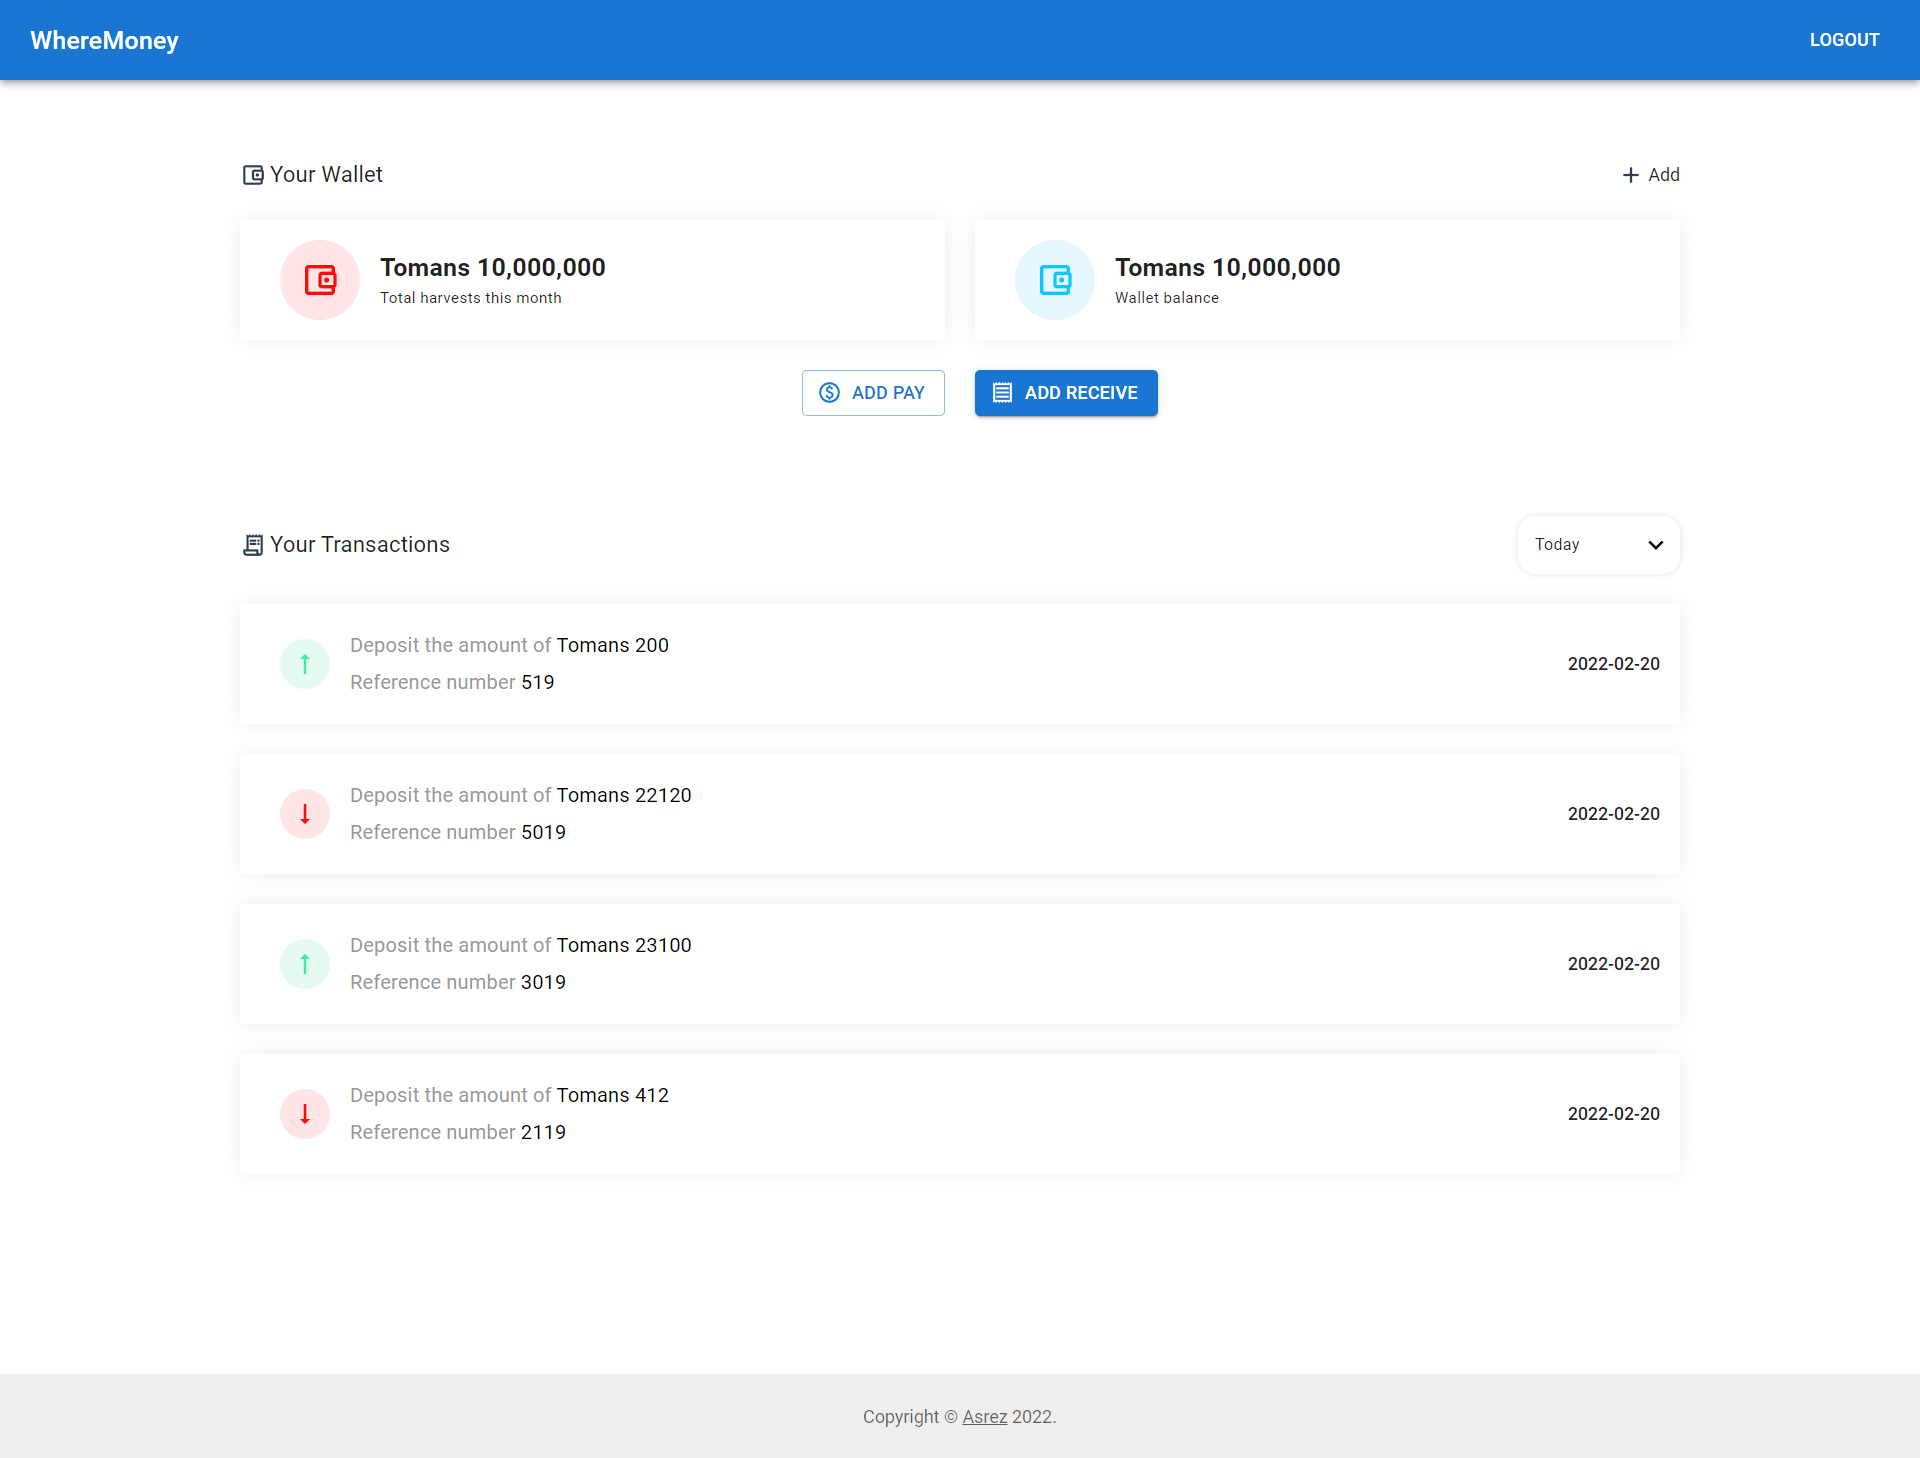 WhereMoney
LOGOUT
Your Wallet
Add
Tomans 10,000,000
Total harvests this month
Tomans 10,000,000
Wallet balance
ADD PAY
ADD RECEIVE
Your Transactions
Today
Deposit the amount of Tomans 200
Reference number 519
2022-02-20
Deposit the amount of Tomans 22120
Reference number 5019
2022-02-20
Deposit the amount of Tomans 23100
Reference number 3019
2022-02-20
Deposit the amount of Tomans 412
Reference number 2119
2022-02-20
Copyright © Asrez 2022.